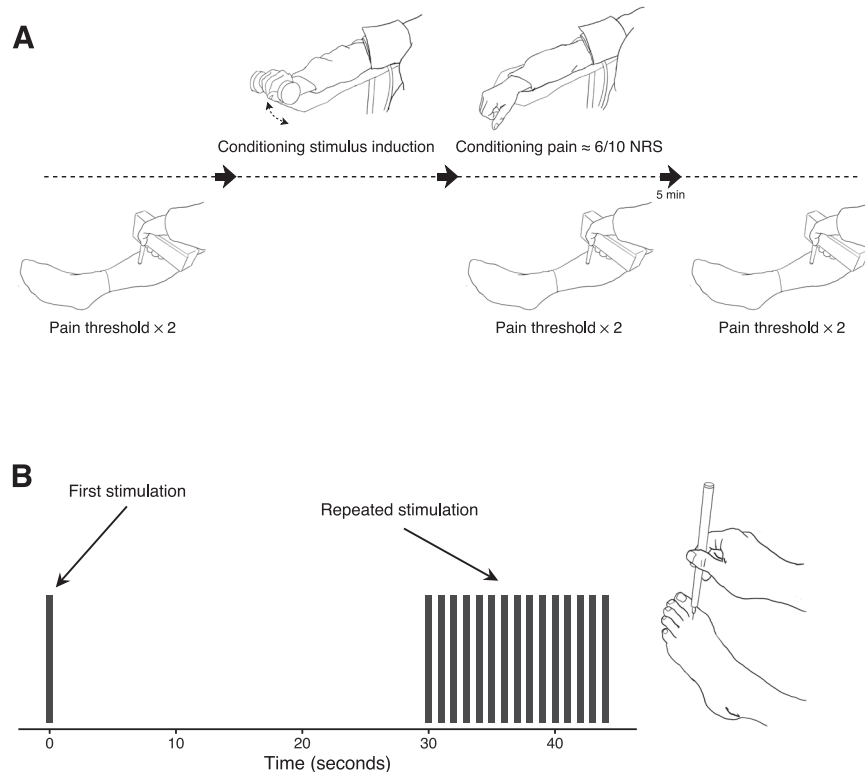 A
Conditioning stimulus induction
Conditioning pain ≈ 6/10 NRS
5 min
Pain threshold × 2
Pain threshold × 2
Pain threshold × 2
B
First stimulation
Repeated stimulation
0
10
20
30
40
Time (seconds)